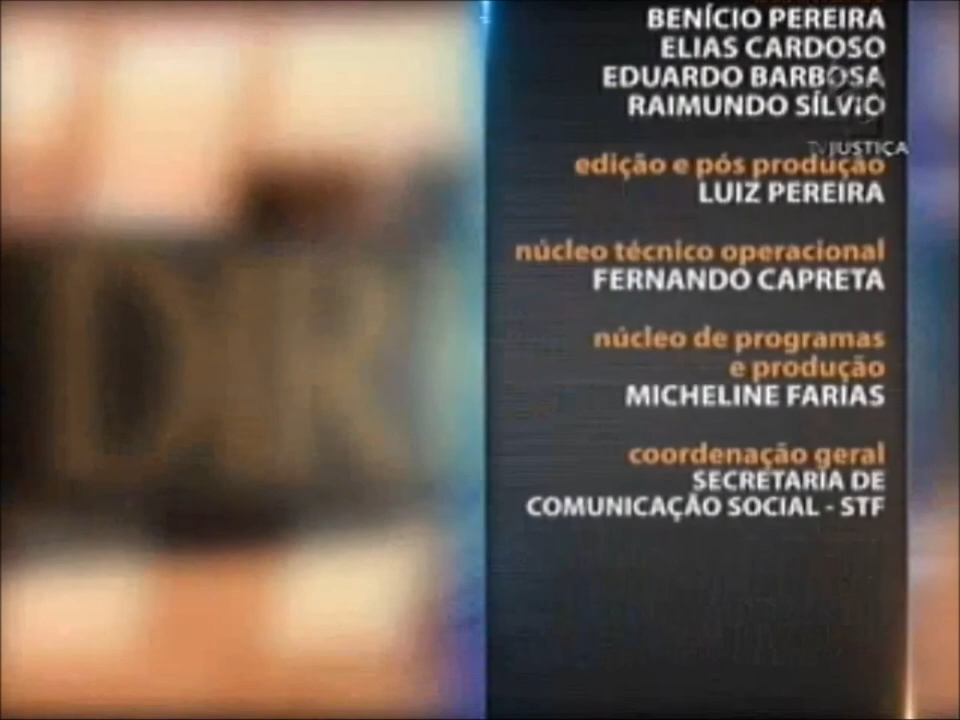 BENÍCIO PEREIRA
ELIAS CARDOSO
EDUARDO BARBOSA
RAIMUNDO SÍLVIO
TV JUSTIÇA
edição e pós produção
LUIZ PEREIRA
núcleo técnico operacional
FERNANDO CAPRETA
núcleo de programas
e produção
MICHELINE FARIAS
coordenação geral
SECRETARIA DE
COMUNICAÇÃO SOCIAL - STF